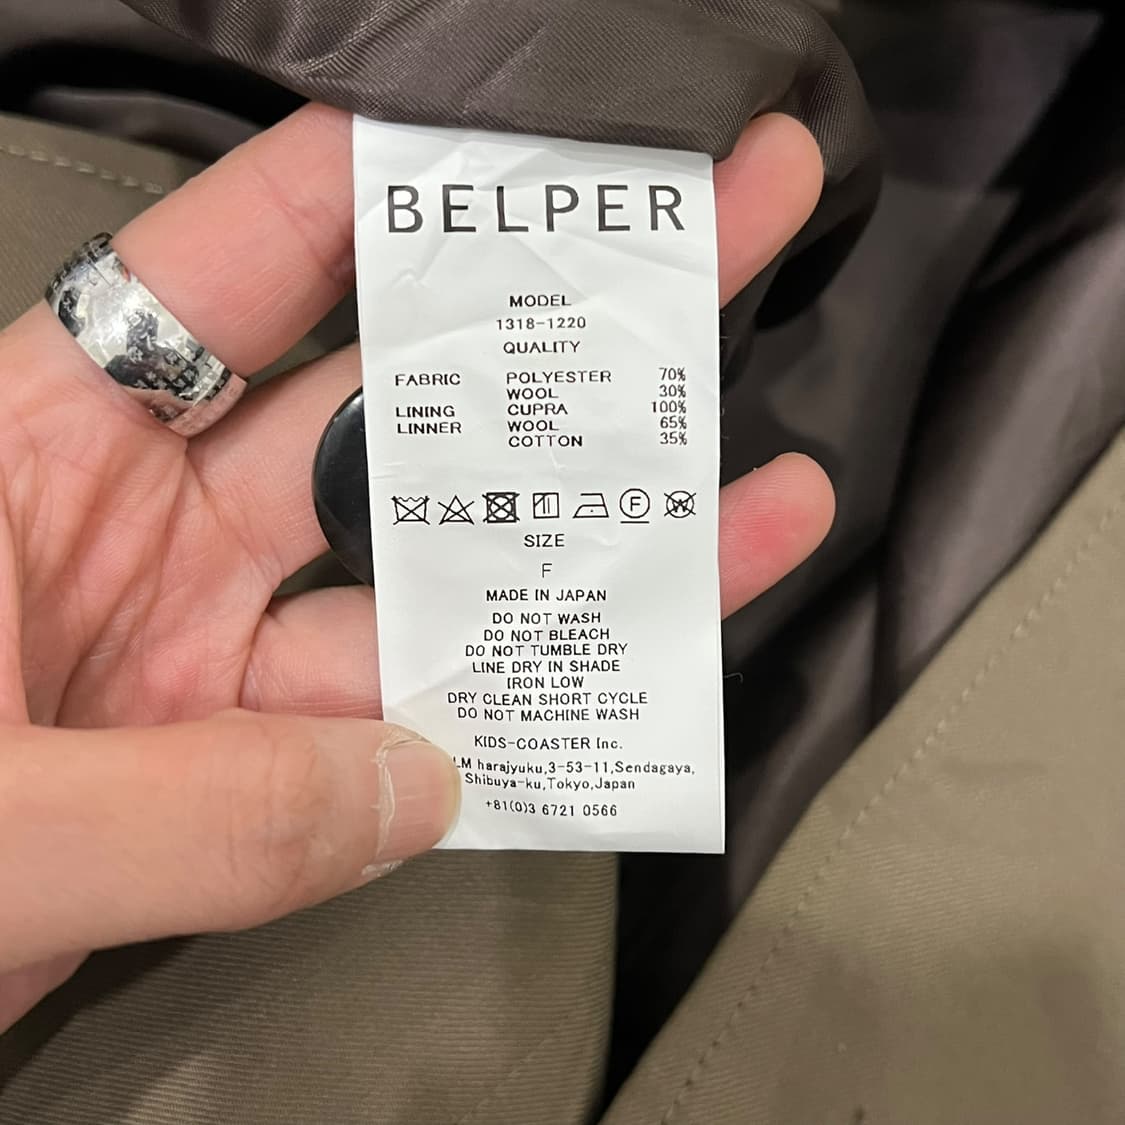 BELPER
MODEL
1318-1220
QUALITY
FABRIC POLYESTER 70%
WOOL 30%
LINING CUPRA 100%
LINNER WOOL 65%
COTTON 35%
F W
SIZE
F
MADE IN JAPAN
DO NOT WASH
DO NOT BLEACH
DO NOT TUMBLE DRY
LINE DRY IN SHADE
IRON LOW
DRY CLEAN SHORT CYCLE
DO NOT MACHINE WASH
KIDS-COASTER Inc.
harajyuku,3-53-11,Sendagaya,
Shibuya-ku,Tokyo,Japan
+81(0)3 6721 0566